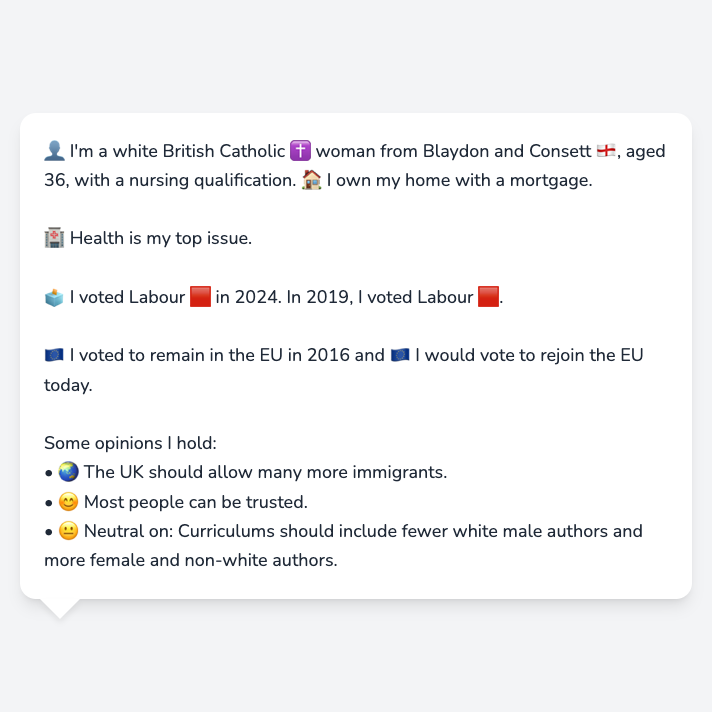 👤 I'm a white British Catholic ✝️ woman from Blaydon and Consett 🏴󠁧󠁢󠁥󠁮󠁧󠁿, aged
36, with a nursing qualification. 🏠 I own my home with a mortgage.
🏥 Health is my top issue.
🗳️ I voted Labour 🟥 in 2024. In 2019, I voted Labour 🟥.
🇪🇺 I voted to remain in the EU in 2016 and 🇪🇺 I would vote to rejoin the EU
today.
Some opinions I hold:
• 🌏 The UK should allow many more immigrants.
• 😊 Most people can be trusted.
• 😐 Neutral on: Curriculums should include fewer white male authors and
more female and non-white authors.